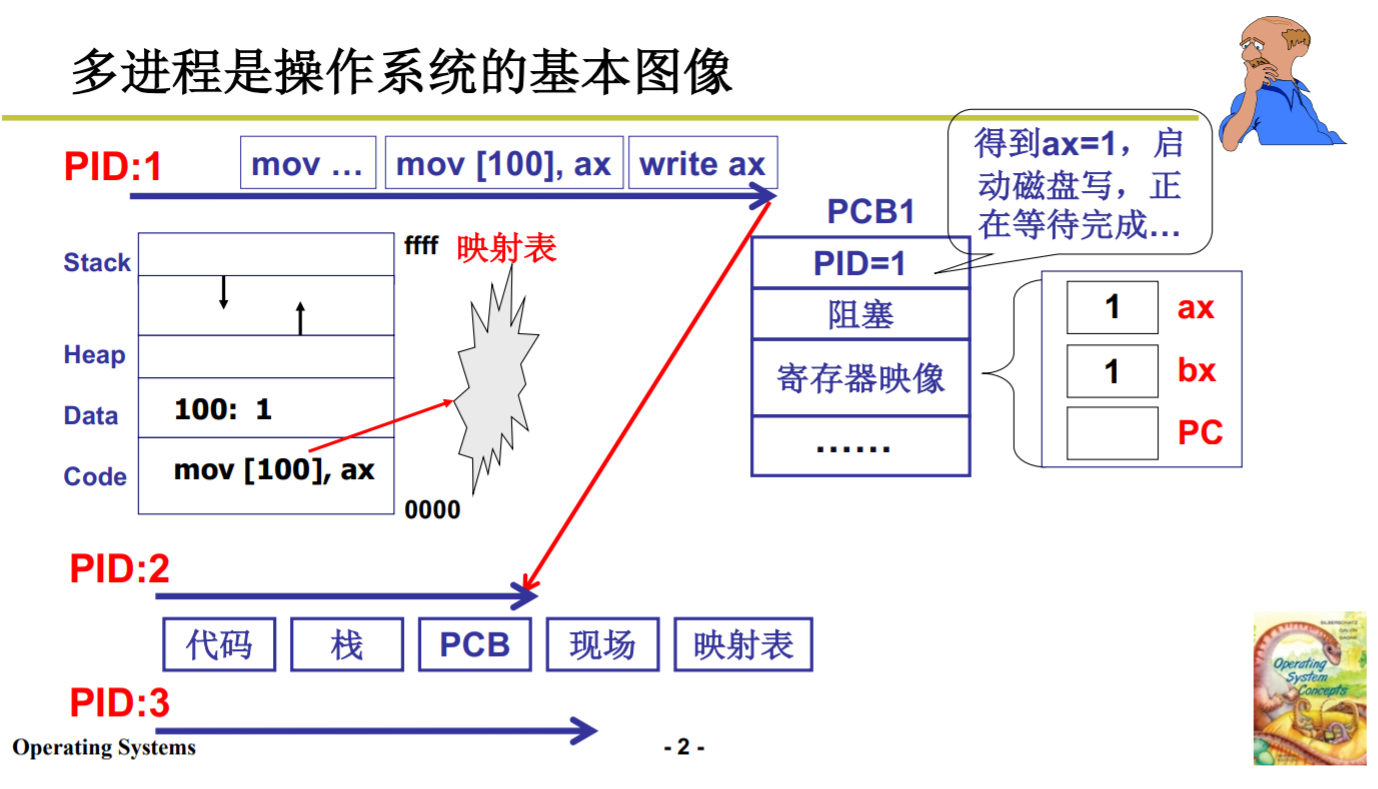 多进程是操作系统的基本图像
PID:1
mov … mov [100], ax write ax
得到ax=1，启
动磁盘写，正
在等待完成…
PCB1
PID=1
阻塞
寄存器映像
……
1 ax
1 bx
PC
Stack
Heap
Data
Code
ffff
映射表
100: 1
mov [100], ax
0000
PID:2
代码 栈 PCB 现场 映射表
PID:3
Operating Systems
- 2 -
SILBERSCHATZ
GALVIN
GAGNE
Operating
System
Concepts